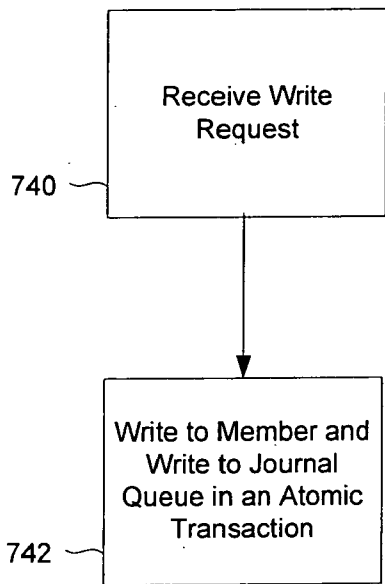 Receive Write
Request
740
Write to Member and
Write to Journal
Queue in an Atomic
Transaction
742